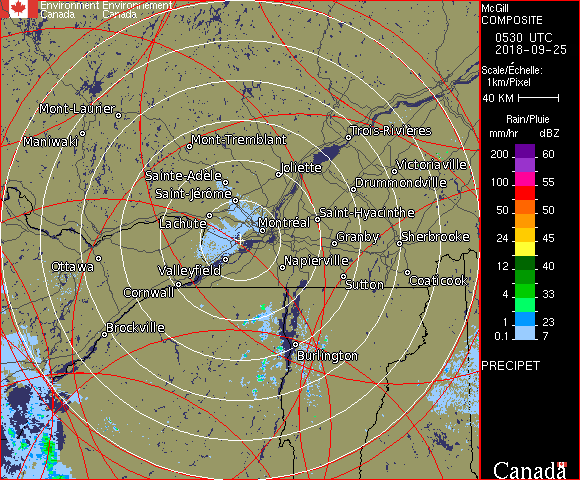 Environment Environnement
Canada Canada
McGill
COMPOSITE
0530 UTC
2018-09-25
Scale/Échelle:
1km/Pixel
40 KM
Rain/Pluie
mm/hr dBZ
200 60
150 55
100 55
50 50
24 45
12 40
4 33
1 23
0.1 7
PRECIPET
Canada
Mont-Laurier
Maniwaki
Mont-Tremblant
Trois-Rivières
Sainte-Adèle
Joliette
Victoriaville
Saint-Jérôme
Drummondville
Lachute
Montréal
Saint-Hyacinthe
Granby
Sherbrooke
Ottawa
Valleyfield
Napierville
Cornwall
Sutton
Coaticook
Brockville
Burlington